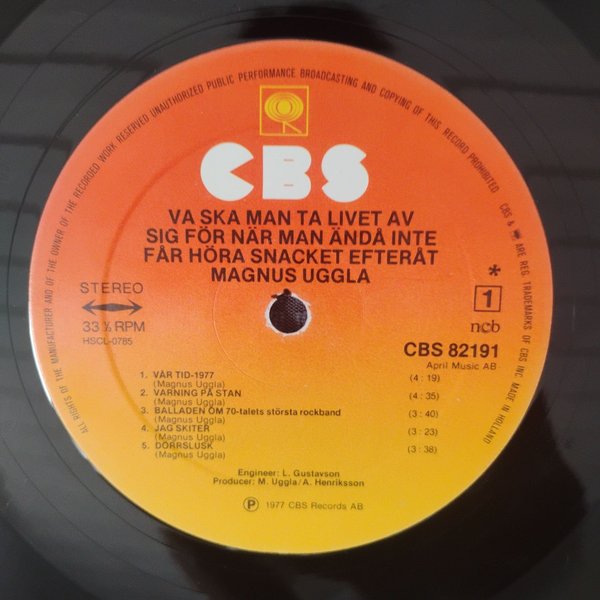 ALL RIGHTS OF THE MANUFACTURER AND OF THE OWNER OF THE RECORDED WORK RESERVED UNAUTHORIZED PUBLIC PERFORMANCE BROADCASTING AND COPYING OF THIS RECORD PROHIBITED
CBS & ARE REG. TRADEMARKS OF CBS INC MADE IN HOLLAND
CBS
VA SKA MAN TA LIVET AV
SIG FÖR NÄR MAN ÄNDÅ INTE
FÅR HÖRA SNACKET EFTERÅT
MAGNUS UGGLA
STEREO
33 ⅓ RPM
HSCL-0785
*
1
ncb
CBS 82191
April Music AB
1. VÅR TID-1977 (4 : 19)
(Magnus Uggla)
2. VARNING PÅ STAN (4 : 35)
(Magnus Uggla)
3. BALLADEN OM 70-talets största rockband (3 : 40)
(Magnus Uggla)
4. JAG SKITER (3 : 23)
(Magnus Uggla)
5. DÖRRSLUSK (3 : 38)
(Magnus Uggla)
Engineer: L. Gustavson
Producer: M. Uggla/A. Henriksson
℗ 1977 CBS Records AB